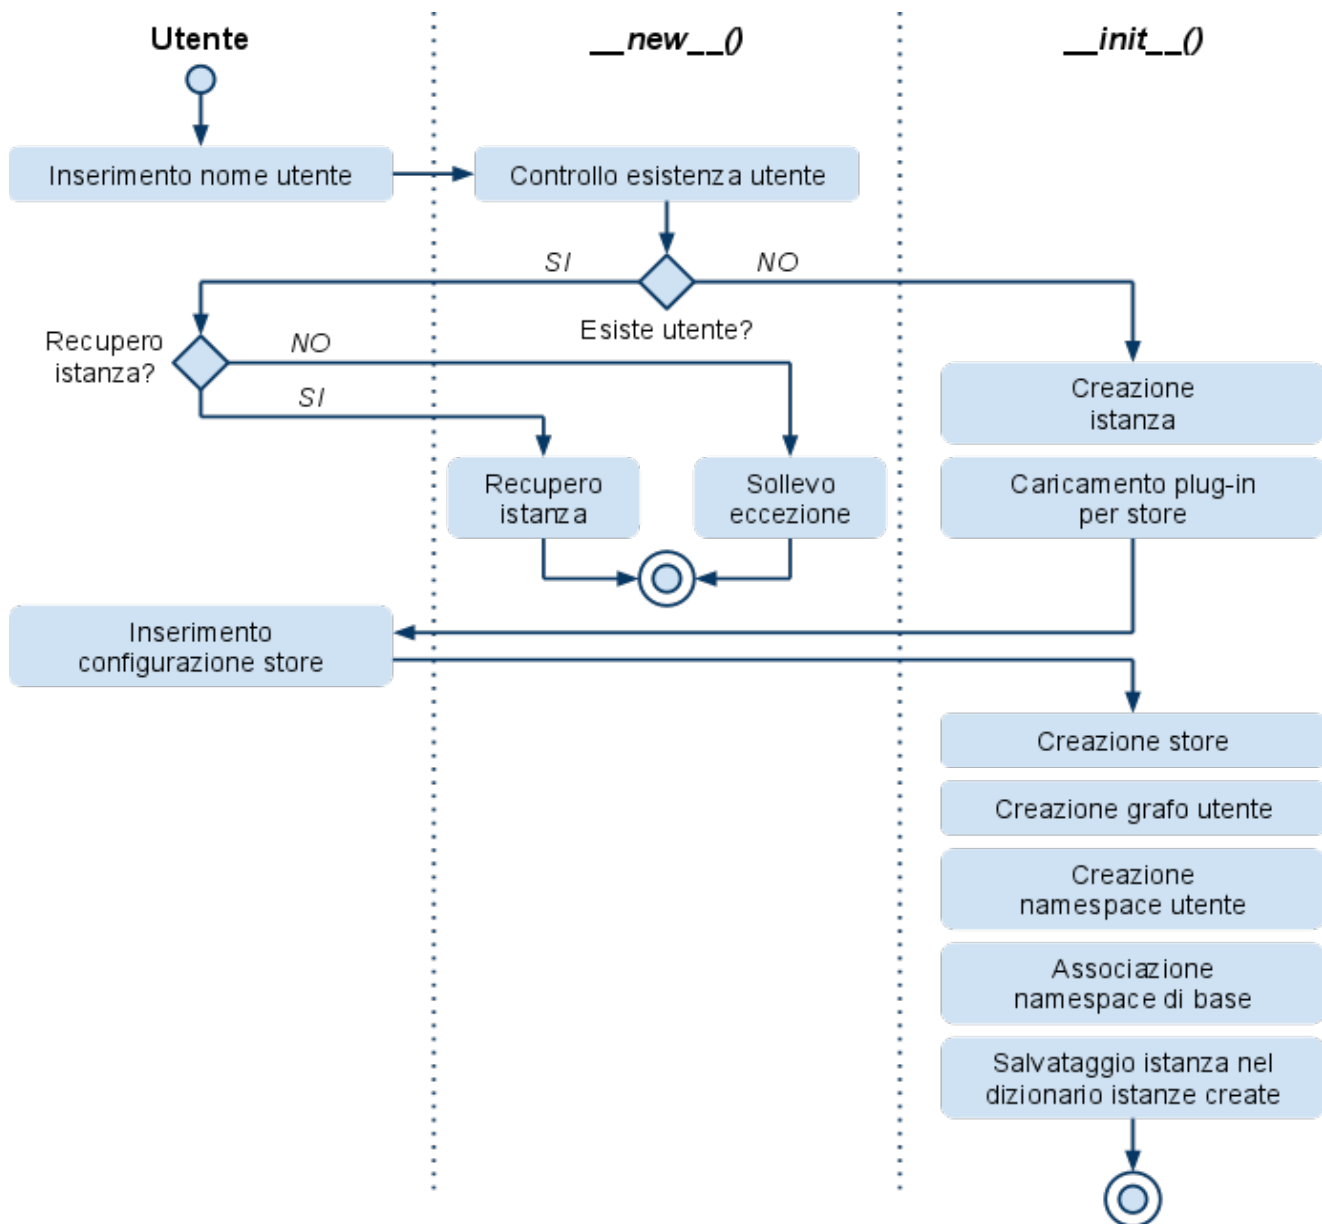 Utente
__new__()
__init__()
Inserimento nome utente
Controllo esistenza utente
SI
NO
Esiste utente?
Recupero
istanza?
NO
SI
Creazione
istanza
Recupero
istanza
Sollevo
eccezione
Caricamento plug-in
per store
Inserimento
configurazione store
Creazione store
Creazione grafo utente
Creazione
namespace utente
Associazione
namespace di base
Salvataggio istanza nel
dizionario istanze create